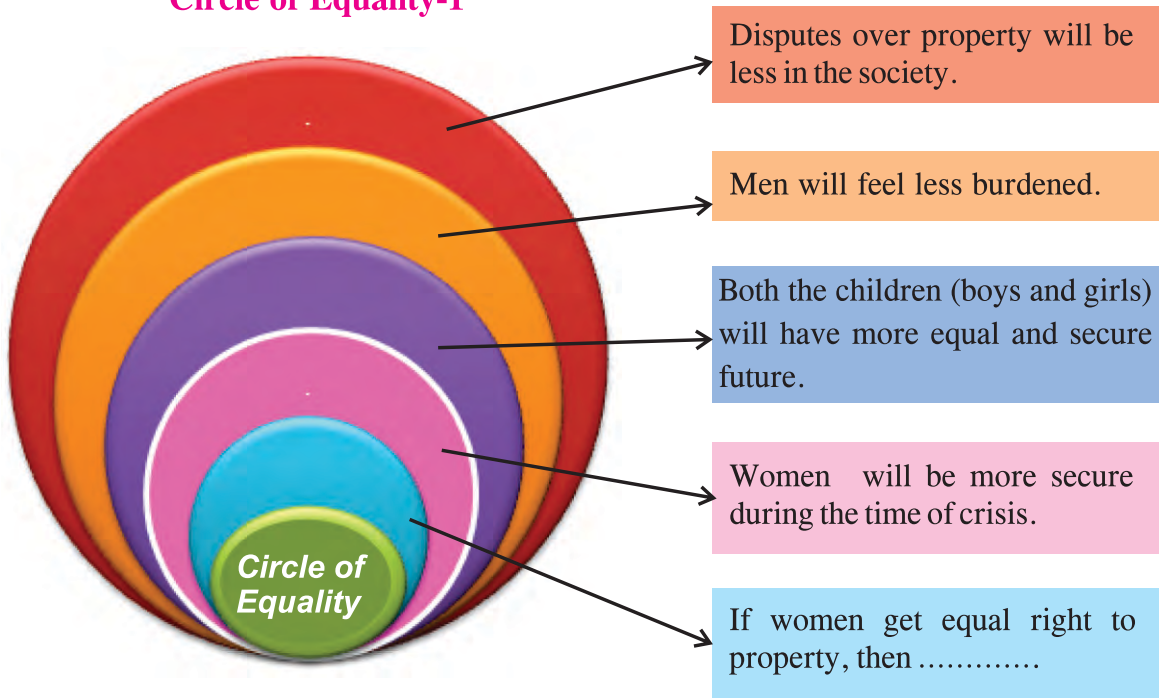 Circle of Equality-1
Disputes over property will be
less in the society.
Men will feel less burdened.
Both the children (boys and girls)
will have more equal and secure
future.
Women will be more secure
during the time of crisis.
Circle of
Equality
If women get equal right to
property, then .............